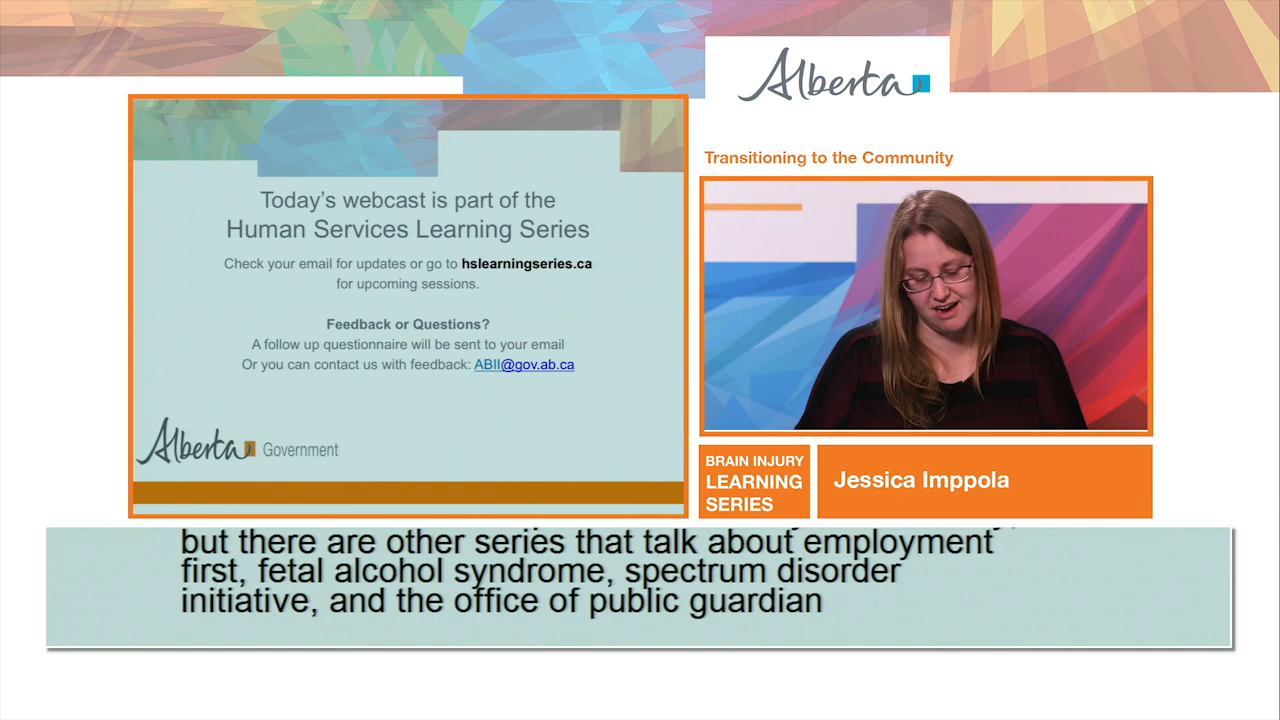 Alberta
Today's webcast is part of the
Human Services Learning Series
Check your email for updates or go to hslearningseries.ca
for upcoming sessions.
Feedback or Questions?
A follow up questionnaire will be sent to your email
Or you can contact us with feedback: ABII@gov.ab.ca
Alberta Government
Transitioning to the Community
BRAIN INJURY
LEARNING
SERIES
Jessica Imppola
but there are other series that talk about employment
first, fetal alcohol syndrome, spectrum disorder
initiative, and the office of public guardian